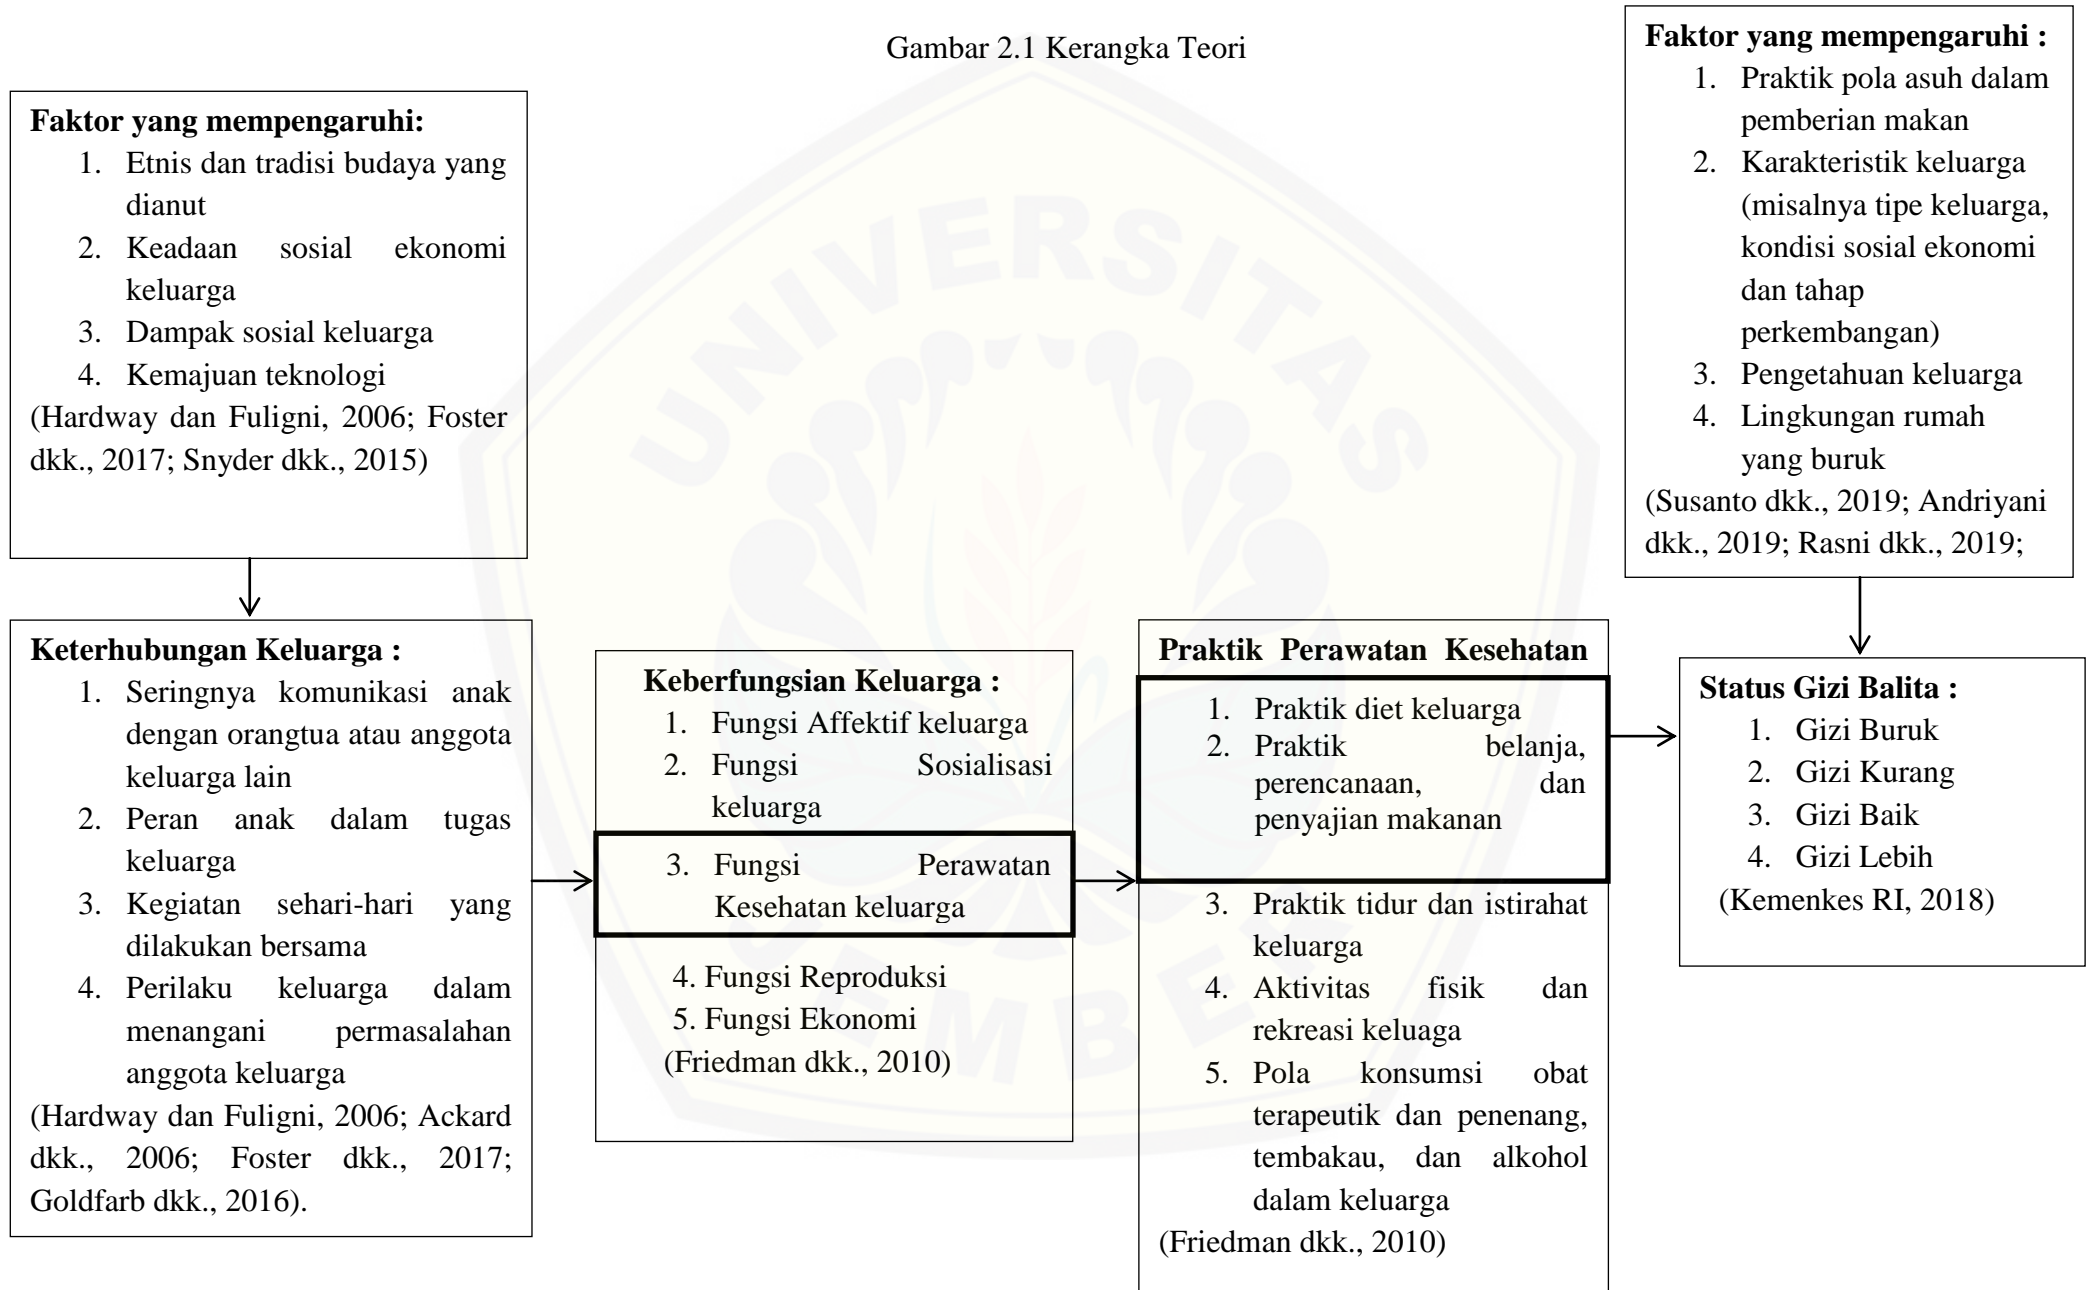 Gambar 2.1 Kerangka Teori
Faktor yang mempengaruhi:
1. Etnis dan tradisi budaya yang
dianut
2. Keadaan sosial ekonomi
keluarga
3. Dampak sosial keluarga
4. Kemajuan teknologi
(Hardway dan Fuligni, 2006; Foster
dkk., 2017; Snyder dkk., 2015)
Faktor yang mempengaruhi :
1. Praktik pola asuh dalam
pemberian makan
2. Karakteristik keluarga
(misalnya tipe keluarga,
kondisi sosial ekonomi
dan tahap
perkembangan)
3. Pengetahuan keluarga
4. Lingkungan rumah
yang buruk
(Susanto dkk., 2019; Andriyani
dkk., 2019; Rasni dkk., 2019;
Keterhubungan Keluarga :
1. Seringnya komunikasi anak
dengan orangtua atau anggota
keluarga lain
2. Peran anak dalam tugas
keluarga
3. Kegiatan sehari-hari yang
dilakukan bersama
4. Perilaku keluarga dalam
menangani permasalahan
anggota keluarga
(Hardway dan Fuligni, 2006; Ackard
dkk., 2006; Foster dkk., 2017;
Goldfarb dkk., 2016).
Keberfungsian Keluarga :
1. Fungsi Affektif keluarga
2. Fungsi Sosialisasi
keluarga
3. Fungsi Perawatan
Kesehatan keluarga
4. Fungsi Reproduksi
5. Fungsi Ekonomi
(Friedman dkk., 2010)
Praktik Perawatan Kesehatan
1. Praktik diet keluarga
2. Praktik belanja,
perencanaan, dan
penyajian makanan
3. Praktik tidur dan istirahat
keluarga
4. Aktivitas fisik dan
rekreasi keluaga
5. Pola konsumsi obat
terapeutik dan penenang,
tembakau, dan alkohol
dalam keluarga
(Friedman dkk., 2010)
Status Gizi Balita :
1. Gizi Buruk
2. Gizi Kurang
3. Gizi Baik
4. Gizi Lebih
(Kemenkes RI, 2018)
UNIVERSITAS
JEMBER